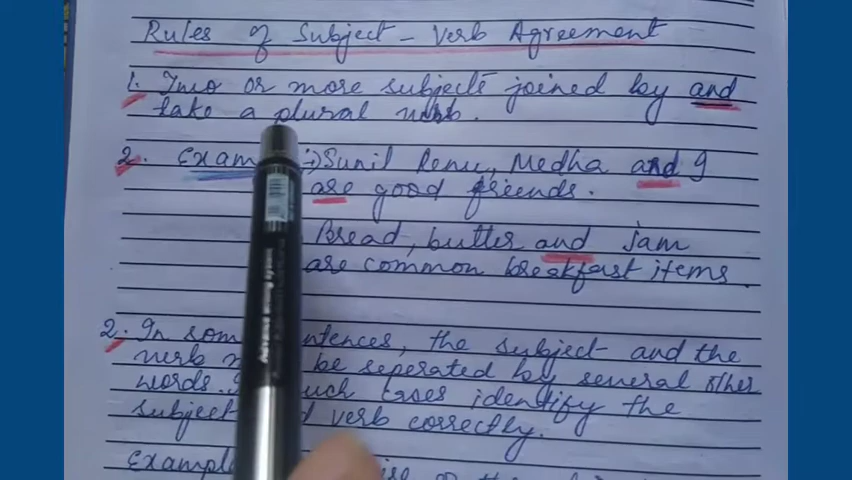 Rules of Subject - Verb Agreement
1. Two or more subjects joined by and
take a plural verb.
2. Exam :→ Sunil Renu, Medha and I
are good friends.
Bread, butter and jam
are common breakfast items.
2. In som ntences, the subject and the
verb be seperated by several other
words. uch cases identify the
subject verb correctly.
Example